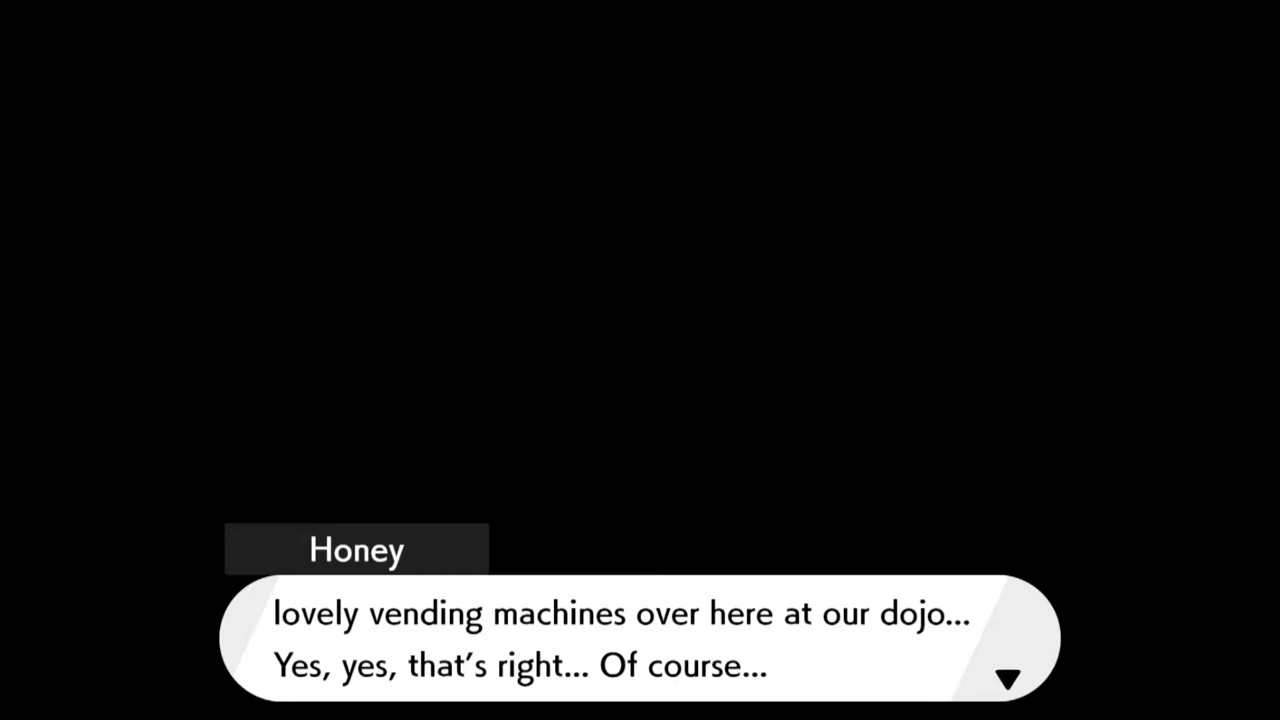 Honey
lovely vending machines over here at our dojo...
Yes, yes, that's right... Of course...